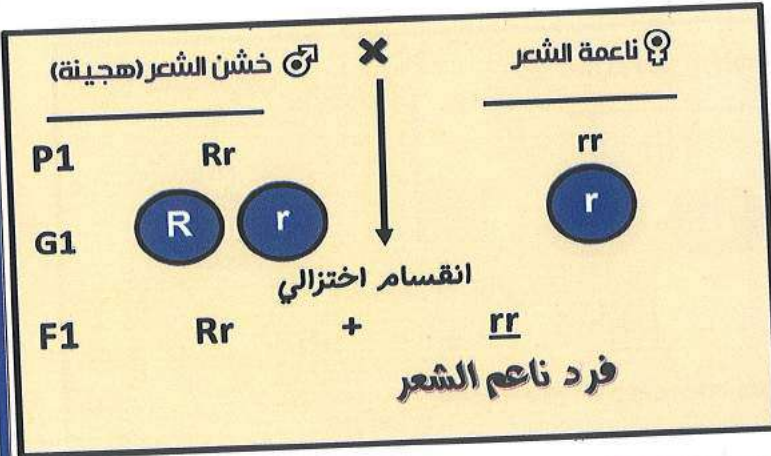 ♀ ناعمة الشعر × ♂ خشن الشعر (هجينة)
P1 Rr rr
G1 R r r
انقسام اختزالي
F1 Rr + rr
فرد ناعم الشعر